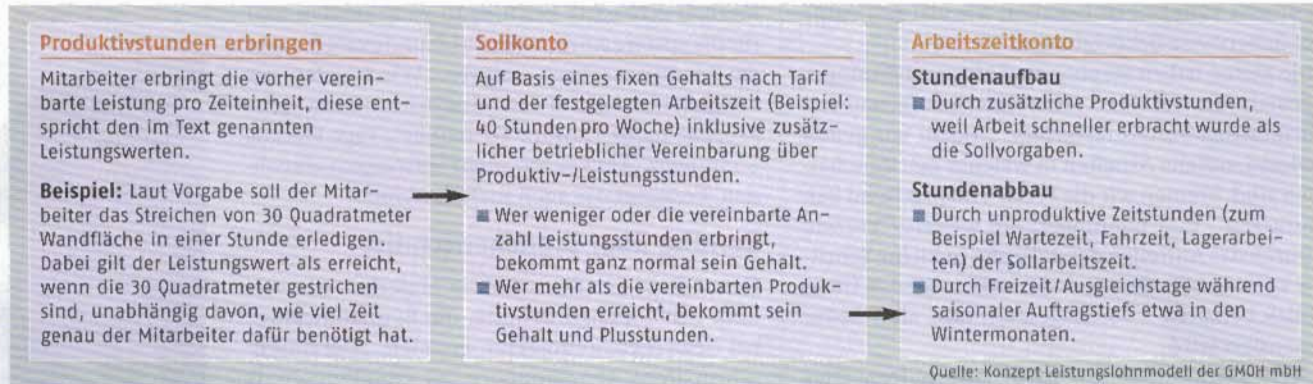 Produktivstunden erbringen
Mitarbeiter erbringt die vorher verein-
barte Leistung pro Zeiteinheit, diese ent-
spricht den im Text genannten
Leistungswerten.
Beispiel: Laut Vorgabe soll der Mitar-
beiter das Streichen von 30 Quadratmeter
Wandfläche in einer Stunde erledigen.
Dabei gilt der Leistungswert als erreicht,
wenn die 30 Quadratmeter gestrichen
sind, unabhängig davon, wie viel Zeit
genau der Mitarbeiter dafür benötigt hat.
Sollkonto
Auf Basis eines fixen Gehalts nach Tarif
und der festgelegten Arbeitszeit (Beispiel:
40 Stunden pro Woche) inklusive zusätz-
licher betrieblicher Vereinbarung über
Produktiv-/Leistungsstunden.
Wer weniger oder die vereinbarte An-
zahl Leistungsstunden erbringt,
bekommt ganz normal sein Gehalt.
Wer mehr als die vereinbarten Produk-
tivstunden erreicht, bekommt sein
Gehalt und Plusstunden.
Arbeitszeitkonto
Stundenaufbau
Durch zusätzliche Produktivstunden,
weil Arbeit schneller erbracht wurde als
die Sollvorgaben.
Stundenabbau
Durch unproduktive Zeitstunden (zum
Beispiel Wartezeit, Fahrzeit, Lagerarbei-
ten) der Sollarbeitszeit.
Durch Freizeit/Ausgleichstage während
saisonaler Auftragstiefs etwa in den
Wintermonaten.
Quelle: Konzept Leistungslohnmodell der GMOH mbH